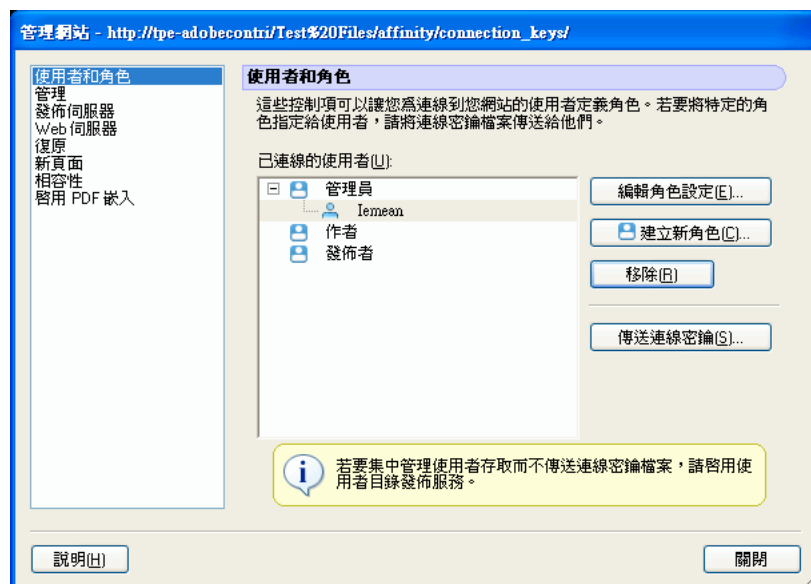 管理網站 - http://tpe-adobecontri/Test%20Files/affinity/connection_keys/
使用者和角色
管理
發佈伺服器
Web 伺服器
復原
新頁面
相容性
啓用 PDF 嵌入
使用者和角色
這些控制項可以讓您爲連線到您網站的使用者定義角色。若要將特定的角
色指定給使用者，請將連線密鑰檔案傳送給他們。
已連線的使用者(U):
管理員
Iemean
作者
發佈者
編輯角色設定(E)...
建立新角色(C)...
移除(R)
傳送連線密鑰(S)...
若要集中管理使用者存取而不傳送連線密鑰檔案，請啓用使
用者目錄發佈服務。
說明(H)
關閉